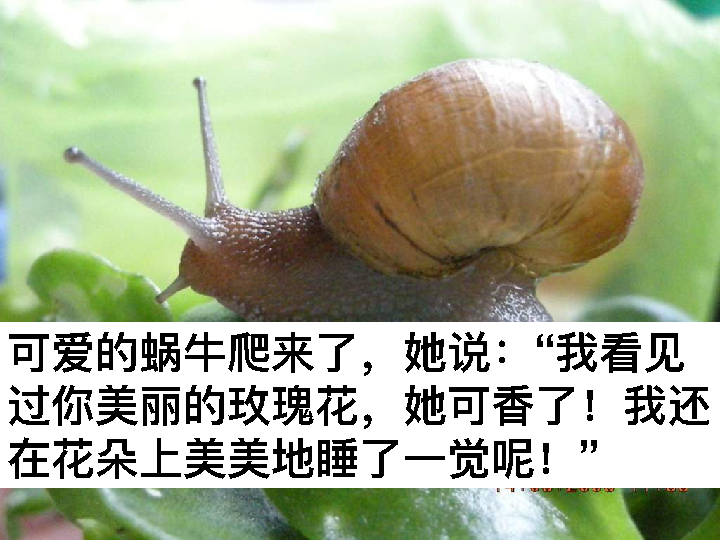 可爱的蜗牛爬来了，她说：“我看见
过你美丽的玫瑰花，她可香了！我还
在花朵上美美地睡了一觉呢！”